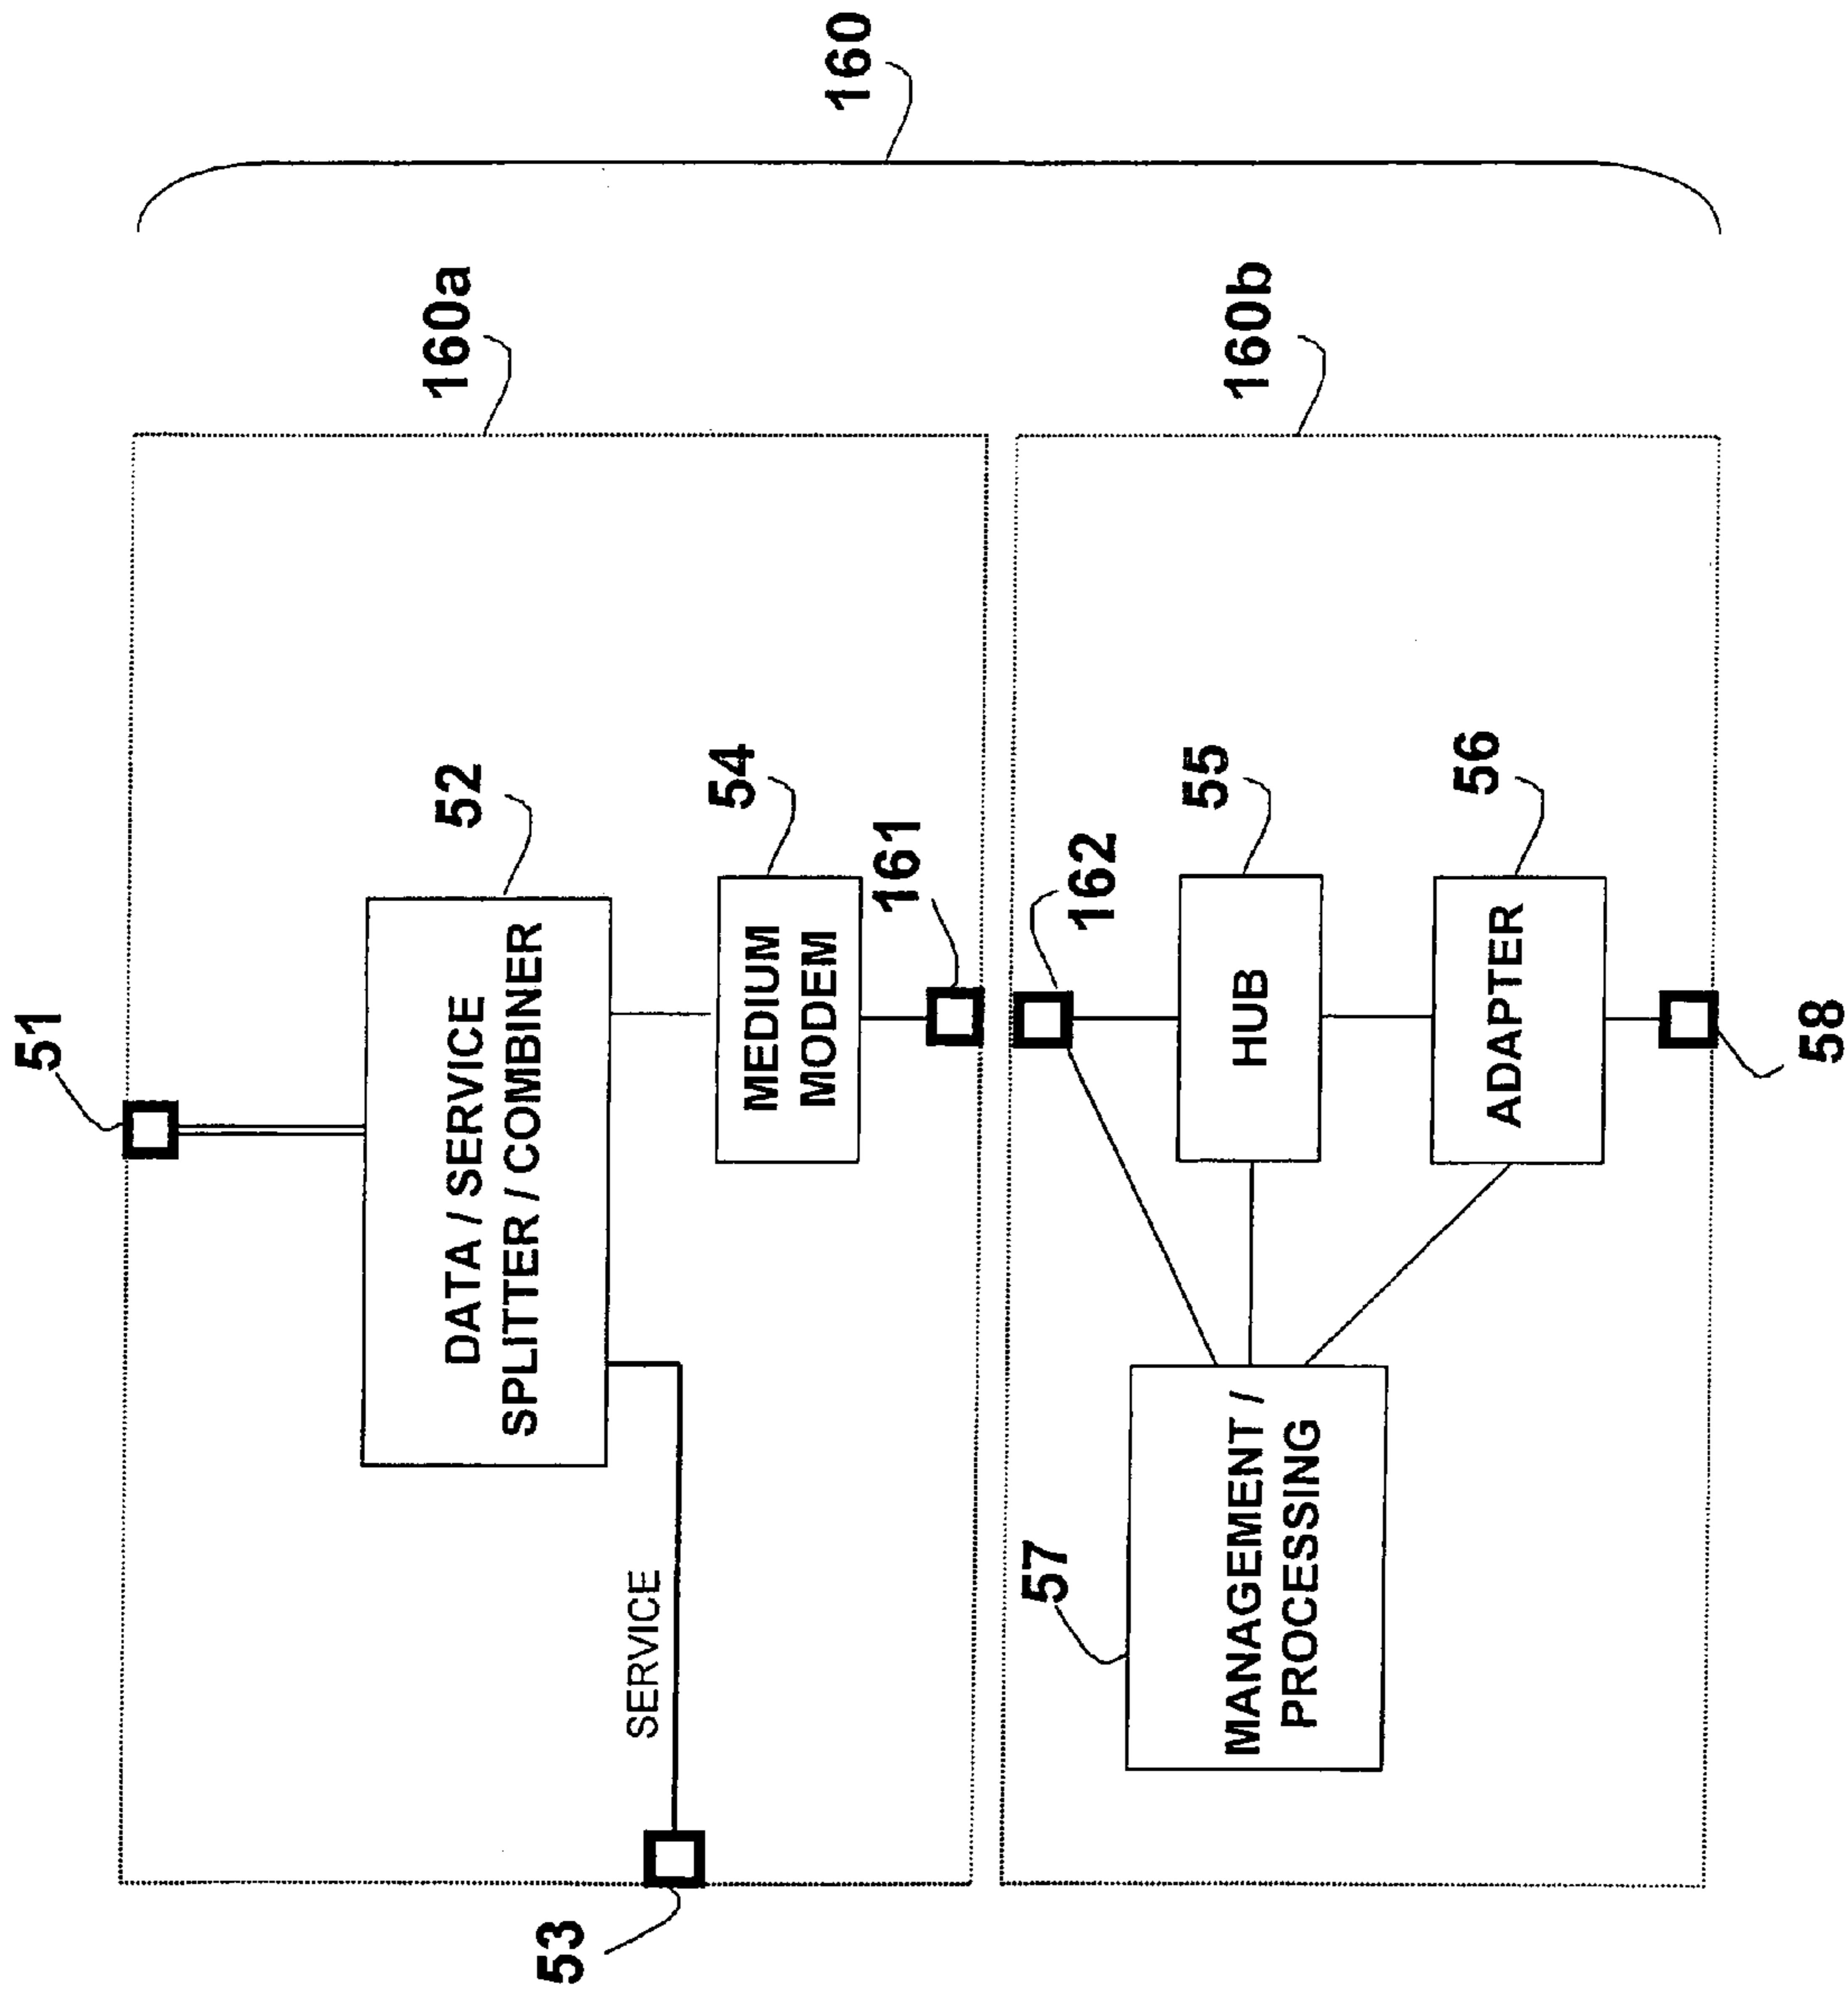 51
52
DATA / SERVICE
SPLITTER / COMBINER
53
SERVICE
54
MEDIUM
MODEM
161
160a
160
162
55
HUB
57
MANAGEMENT /
PROCESSING
56
ADAPTER
58
160b